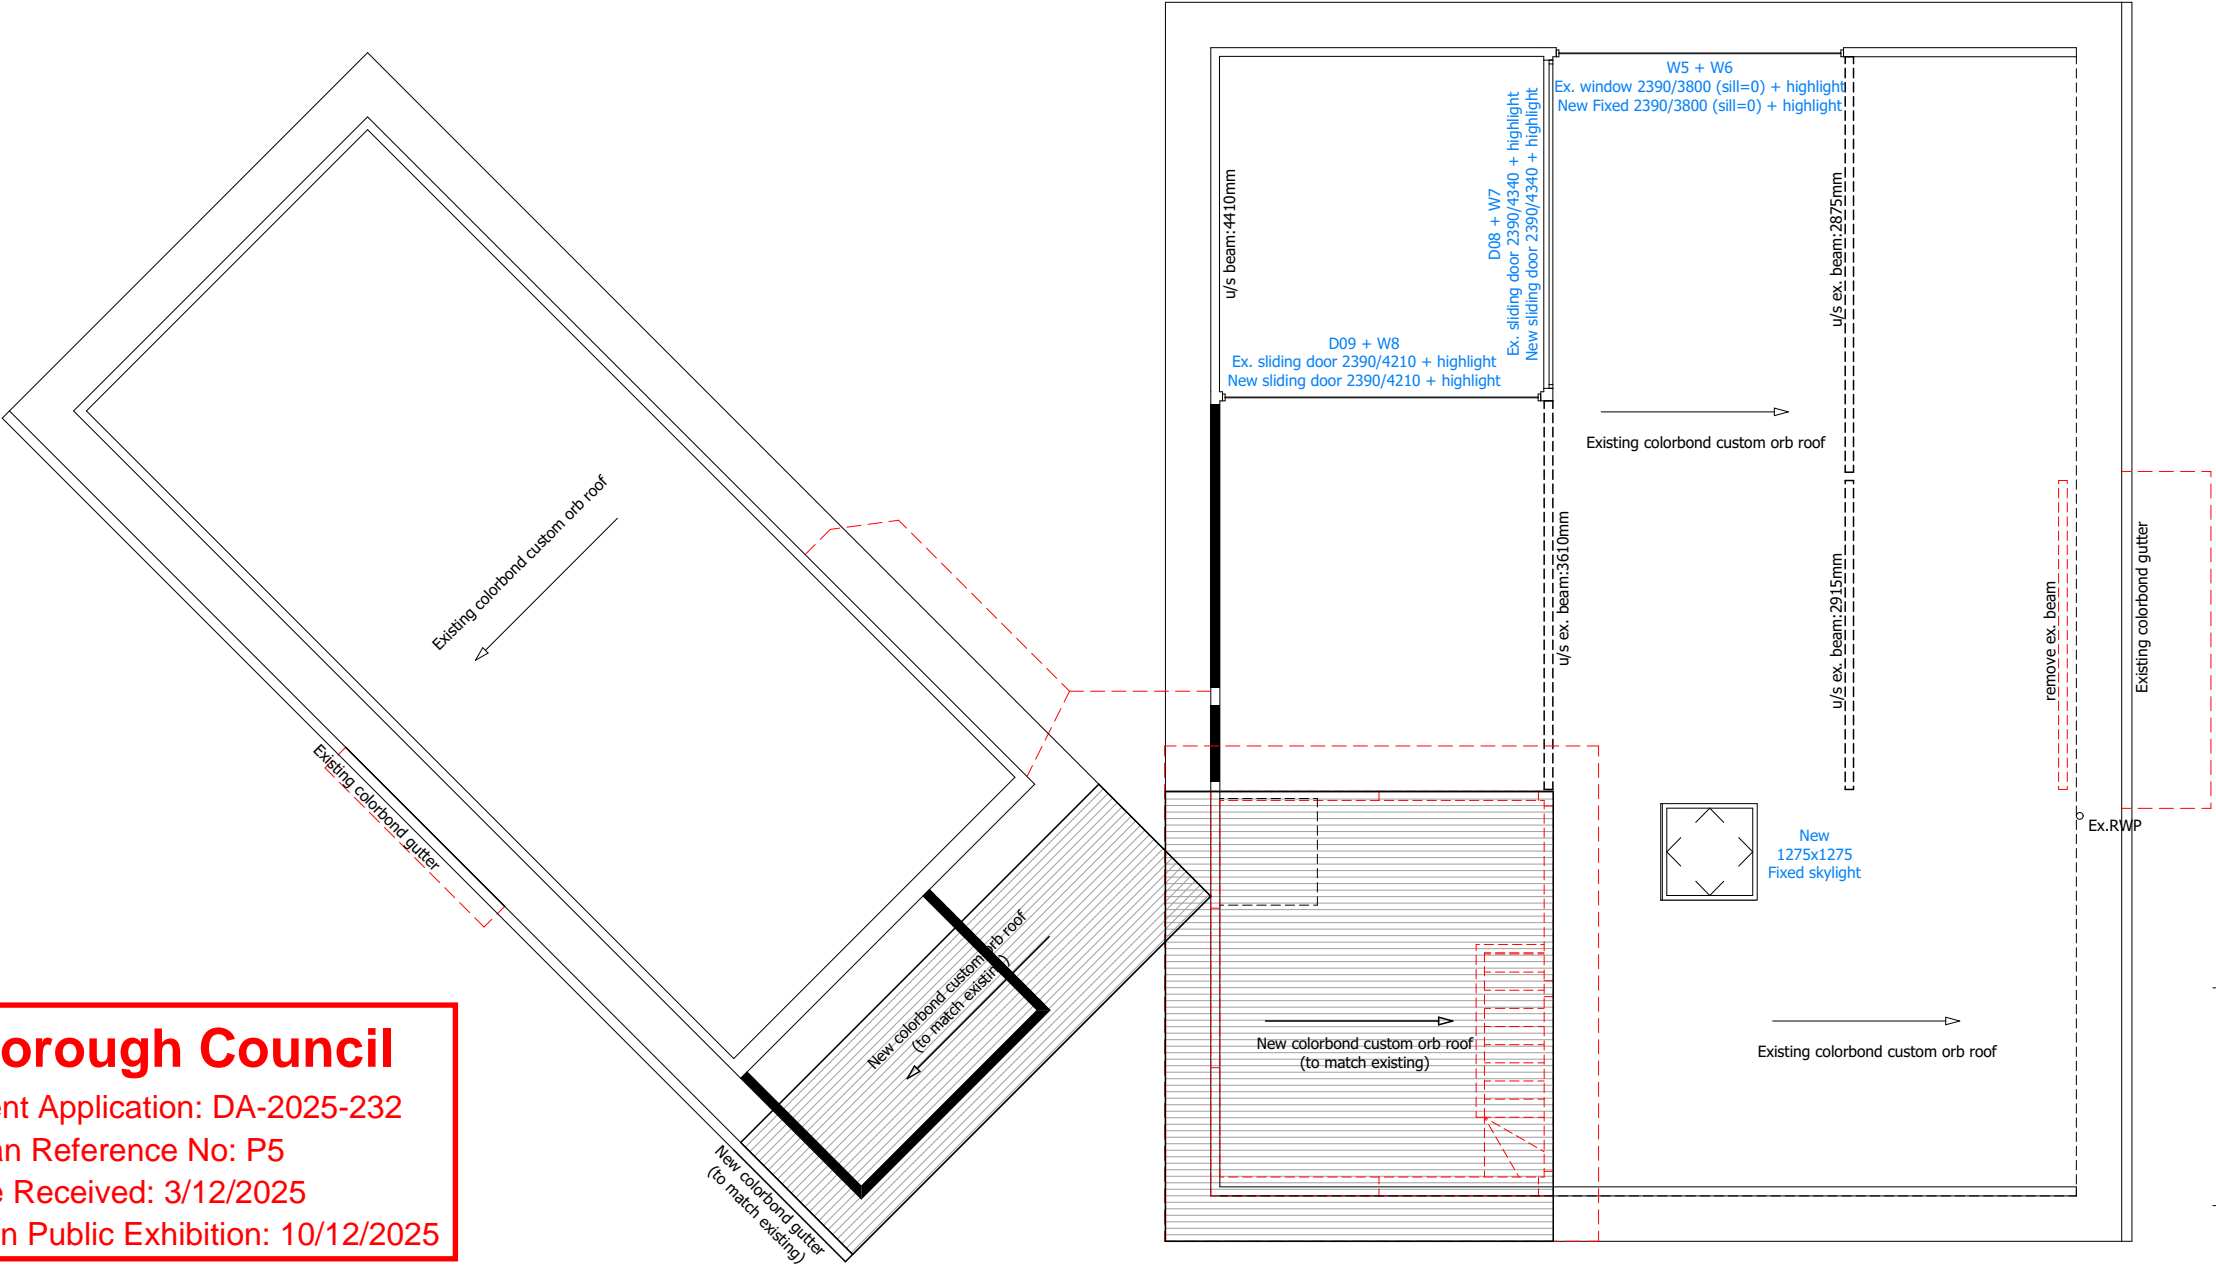 W5 + W6
Ex. window 2390/3800 (sill=0) + highlight
New Fixed 2390/3800 (sill=0) + highlight
D08 + W7
Ex. sliding door 2390/4340 + highlight
New sliding door 2390/4340 + highlight
u/s beam:4410mm
u/s ex. beam:2875mm
D09 + W8
Ex. sliding door 2390/4210 + highlight
New sliding door 2390/4210 + highlight
Existing colorbond custom orb roof
Existing colorbond custom orb roof
u/s ex. beam:3610mm
u/s ex. beam:2915mm
remove ex. beam
Existing colorbond gutter
Existing colorbond gutter
Ex.RWP
New
1275x1275
Fixed skylight
New colorbond custom orb roof
(to match existing)
New colorbond custom orb roof
(to match existing)
Existing colorbond custom orb roof
New colorbond gutter
(to match existing)
orough Council
ent Application: DA-2025-232
an Reference No: P5
e Received: 3/12/2025
n Public Exhibition: 10/12/2025